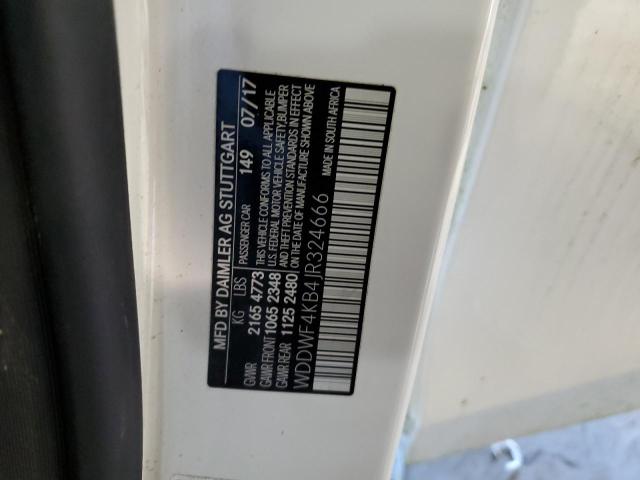 MFD BY DAIMLER AG STUTTGART
KG LBS PASSENGER CAR 149 07/17
GVWR 2165 4773 THIS VEHICLE CONFORMS TO ALL APPLICABLE
GAWR FRONT 1065 2348 U.S. FEDERAL MOTOR VEHICLE SAFETY, BUMPER
GAWR REAR 1125 2480 AND THEFT PREVENTION STANDARDS IN EFFECT
ON THE DATE OF MANUFACTURE SHOWN ABOVE
WDDWF4KB4JR324666 MADE IN SOUTH AFRICA